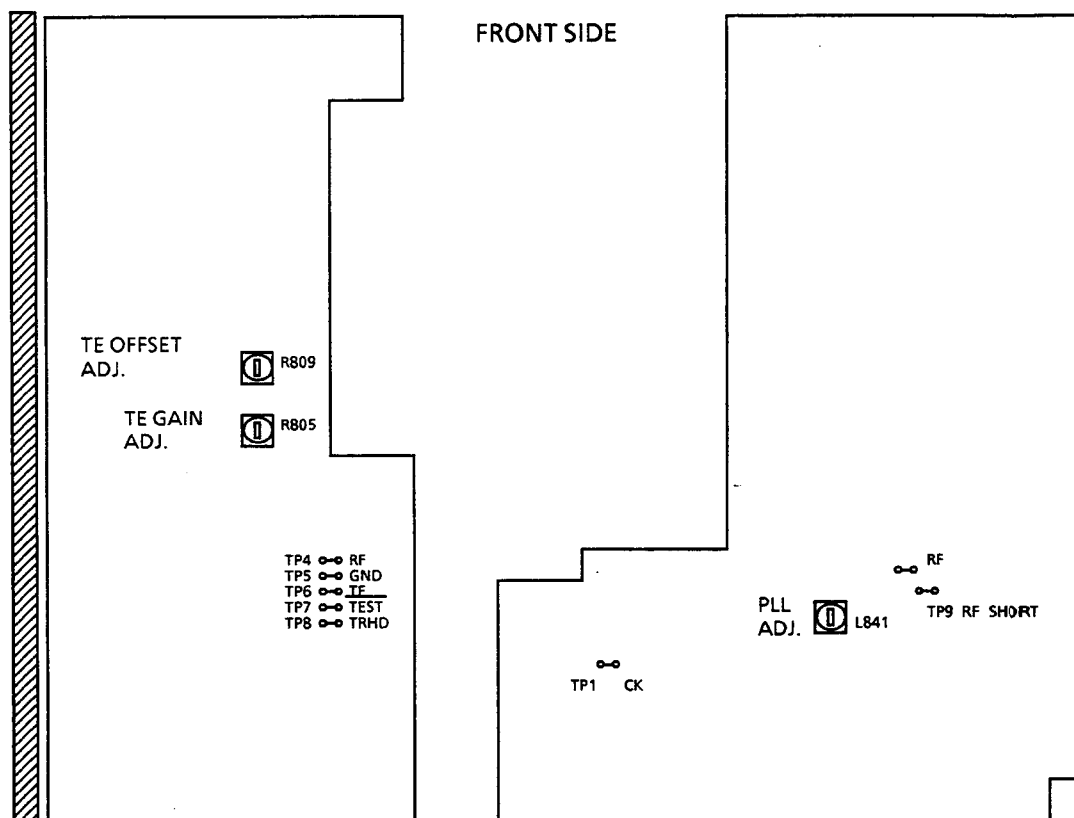 FRONT SIDE
TE OFFSET
ADJ.
R809
TE GAIN
ADJ.
R805
TP4 RF
TP5 GND
TP6 TE
TP7 TEST
TP8 TRHD
RF
TP9 RF SHORT
PLL
ADJ.
L841
TP1 CK